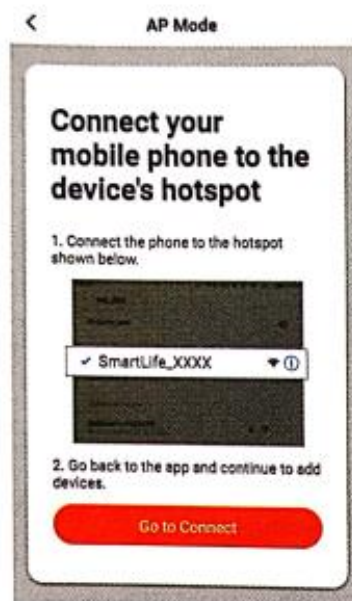 AP Mode
Connect your
mobile phone to the
device's hotspot
1. Connect the phone to the hotspot
shown below.
SmartLife_XXXX
2. Go back to the app and continue to add
devices.
Go to Connect